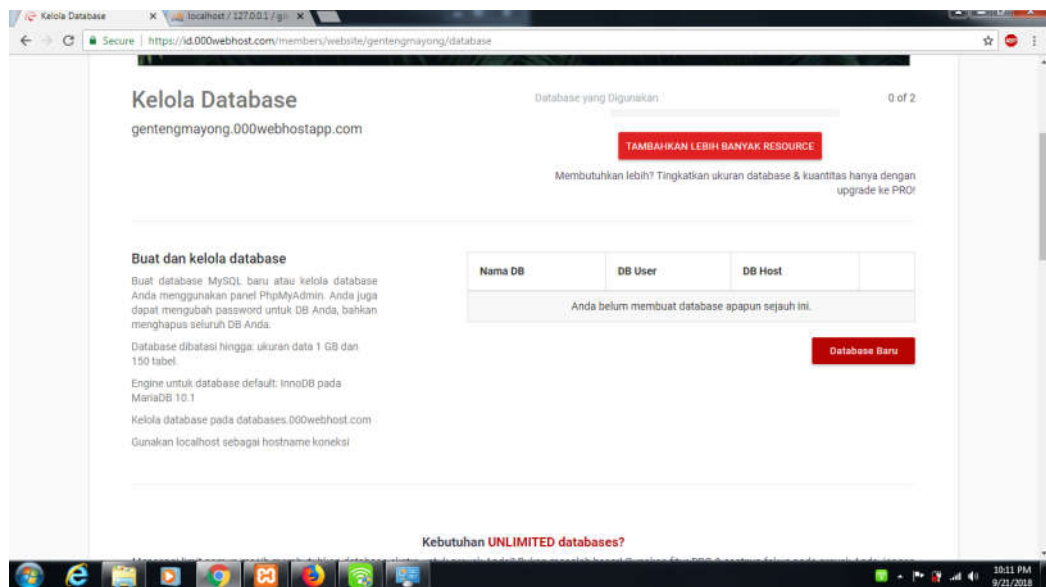 Kelola Database
localhost / 127.0.0.1 / g
Secure | https://id.000webhost.com/members/website/gentengmayong/database
Kelola Database
gentengmayong.000webhostapp.com
Database yang Digunakan
0 of 2
TAMBAHKAN LEBIH BANYAK RESOURCE
Membutuhkan lebih? Tingkatkan ukuran database & kuantitas hanya dengan
upgrade ke PRO!
Buat dan kelola database
Buat database MySQL baru atau kelola database
Anda menggunakan panel PhpMyAdmin. Anda juga
dapat mengubah password untuk DB Anda, bahkan
menghapus seluruh DB Anda.
Database dibatasi hingga: ukuran data 1 GB dan
150 tabel.
Engine untuk database default: InnoDB pada
MariaDB 10.1
Kelola database pada databases.000webhost.com
Gunakan localhost sebagai hostname koneksi
Nama DB
DB User
DB Host
Anda belum membuat database apapun sejauh ini.
Database Baru
Kebutuhan UNLIMITED databases?
10:11 PM
9/21/2018